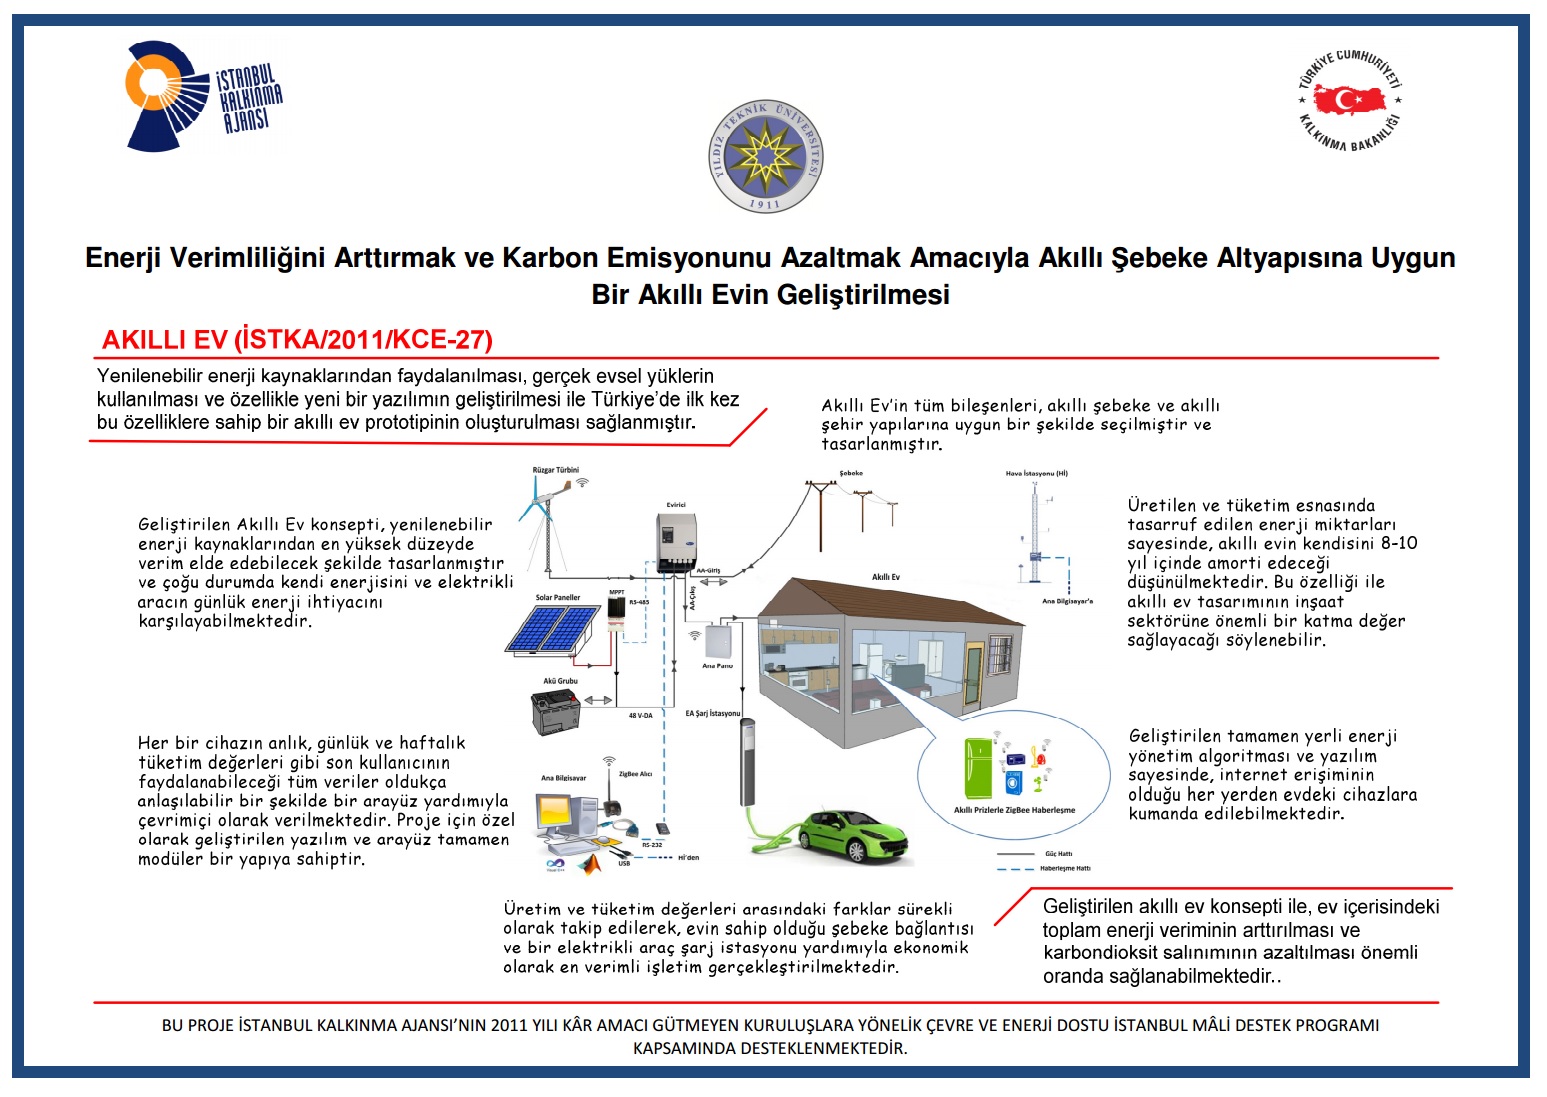 İSTANBUL
KALKINMA
AJANSI
YILDIZ TEKNİK ÜNİVERSİTESİ
1911
TÜRKİYE CUMHURİYETİ
KALKINMA BAKANLIĞI
Enerji Verimliliğini Arttırmak ve Karbon Emisyonunu Azaltmak Amacıyla Akıllı Şebeke Altyapısına Uygun
Bir Akıllı Evin Geliştirilmesi
AKILLI EV (İSTKA/2011/KCE-27)
Yenilenebilir enerji kaynaklarından faydalanılması, gerçek evsel yüklerin
kullanılması ve özellikle yeni bir yazılımın geliştirilmesi ile Türkiye’de ilk kez
bu özelliklere sahip bir akıllı ev prototipinin oluşturulması sağlanmıştır.
Akıllı Ev’in tüm bileşenleri, akıllı şebeke ve akıllı
şehir yapılarına uygun bir şekilde seçilmiştir ve
tasarlanmıştır.
Geliştirilen Akıllı Ev konsepti, yenilenebilir
enerji kaynaklarından en yüksek düzeyde
verim elde edebilecek şekilde tasarlanmıştır
ve çoğu durumda kendi enerjisini ve elektrikli
aracın günlük enerji ihtiyacını
karşılayabilmektedir.
Her bir cihazın anlık, günlük ve haftalık
tüketim değerleri gibi son kullanıcının
faydalanabileceği tüm veriler oldukça
anlaşılabilir bir şekilde bir arayüz yardımıyla
çevrimiçi olarak verilmektedir. Proje için özel
olarak geliştirilen yazılım ve arayüz tamamen
modüler bir yapıya sahiptir.
Rüzgar Türbini
Evirici
Şebeke
Hava İstasyonu (Hİ)
AA-Giriş
AA-Çıkış
MPPT
RS-485
Solar Paneller
Akıllı Ev
Ana Bilgisayar'a
Ana Panu
Akü Grubu
48 V-DA
EA Şarj İstasyonu
Ana Bilgisayar
ZigBee Alıcı
RS-232
USB
Hİ'den
Visual C++
Akıllı Prizlerle ZigBee Haberleşme
Güç Hattı
Haberleşme Hattı
Üretilen ve tüketim esnasında
tasarruf edilen enerji miktarları
sayesinde, akıllı evin kendisini 8-10
yıl içinde amorti edeceği
düşünülmektedir. Bu özelliği ile
akıllı ev tasarımının inşaat
sektörüne önemli bir katma değer
sağlayacağı söylenebilir.
Geliştirilen tamamen yerli enerji
yönetim algoritması ve yazılım
sayesinde, internet erişiminin
olduğu her yerden evdeki cihazlara
kumanda edilebilmektedir.
Üretim ve tüketim değerleri arasındaki farklar sürekli
olarak takip edilerek, evin sahip olduğu şebeke bağlantısı
ve bir elektrikli araç şarj istasyonu yardımıyla ekonomik
olarak en verimli işletim gerçekleştirilmektedir.
Geliştirilen akıllı ev konsepti ile, ev içerisindeki
toplam enerji veriminin arttırılması ve
karbondioksit salınımının azaltılması önemli
oranda sağlanabilmektedir..
BU PROJE İSTANBUL KALKINMA AJANSI’NIN 2011 YILI KÂR AMACI GÜTMEYEN KURULUŞLARA YÖNELİK ÇEVRE VE ENERJİ DOSTU İSTANBUL MÂLİ DESTEK PROGRAMI
KAPSAMINDA DESTEKLENMEKTEDİR.